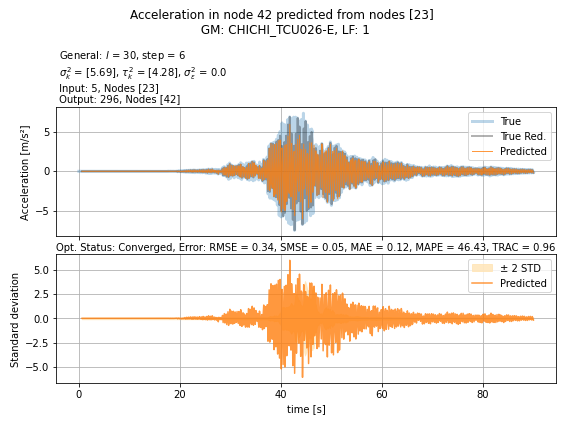 Acceleration in node 42 predicted from nodes [23]
GM: CHICHI_TCU026-E, LF: 1
General: l = 30, step = 6
σ²ₖ = [5.69], τ²ₖ = [4.28], σ²ₑ = 0.0
Input: 5, Nodes [23]
Output: 296, Nodes [42]
True
True Red.
Predicted
Acceleration [m/s²]
5
0
−5
Opt. Status: Converged, Error: RMSE = 0.34, SMSE = 0.05, MAE = 0.12, MAPE = 46.43, TRAC = 0.96
± 2 STD
Predicted
Standard deviation
5.0
2.5
0.0
−2.5
−5.0
0 20 40 60 80
time [s]